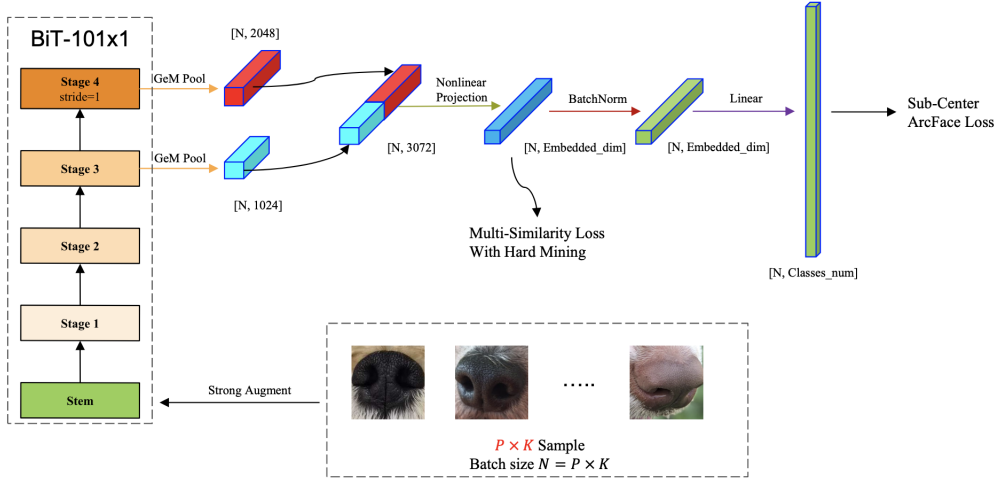 BiT-101x1
Stage 4
stride=1
Stage 3
Stage 2
Stage 1
Stem
GeM Pool
GeM Pool
[N, 2048]
[N, 1024]
[N, 3072]
Nonlinear
Projection
[N, Embedded_dim]
BatchNorm
[N, Embedded_dim]
Linear
[N, Classes_num]
Sub-Center
ArcFace Loss
Multi-Similarity Loss
With Hard Mining
Strong Augment
.....
P × K Sample
Batch size N = P × K